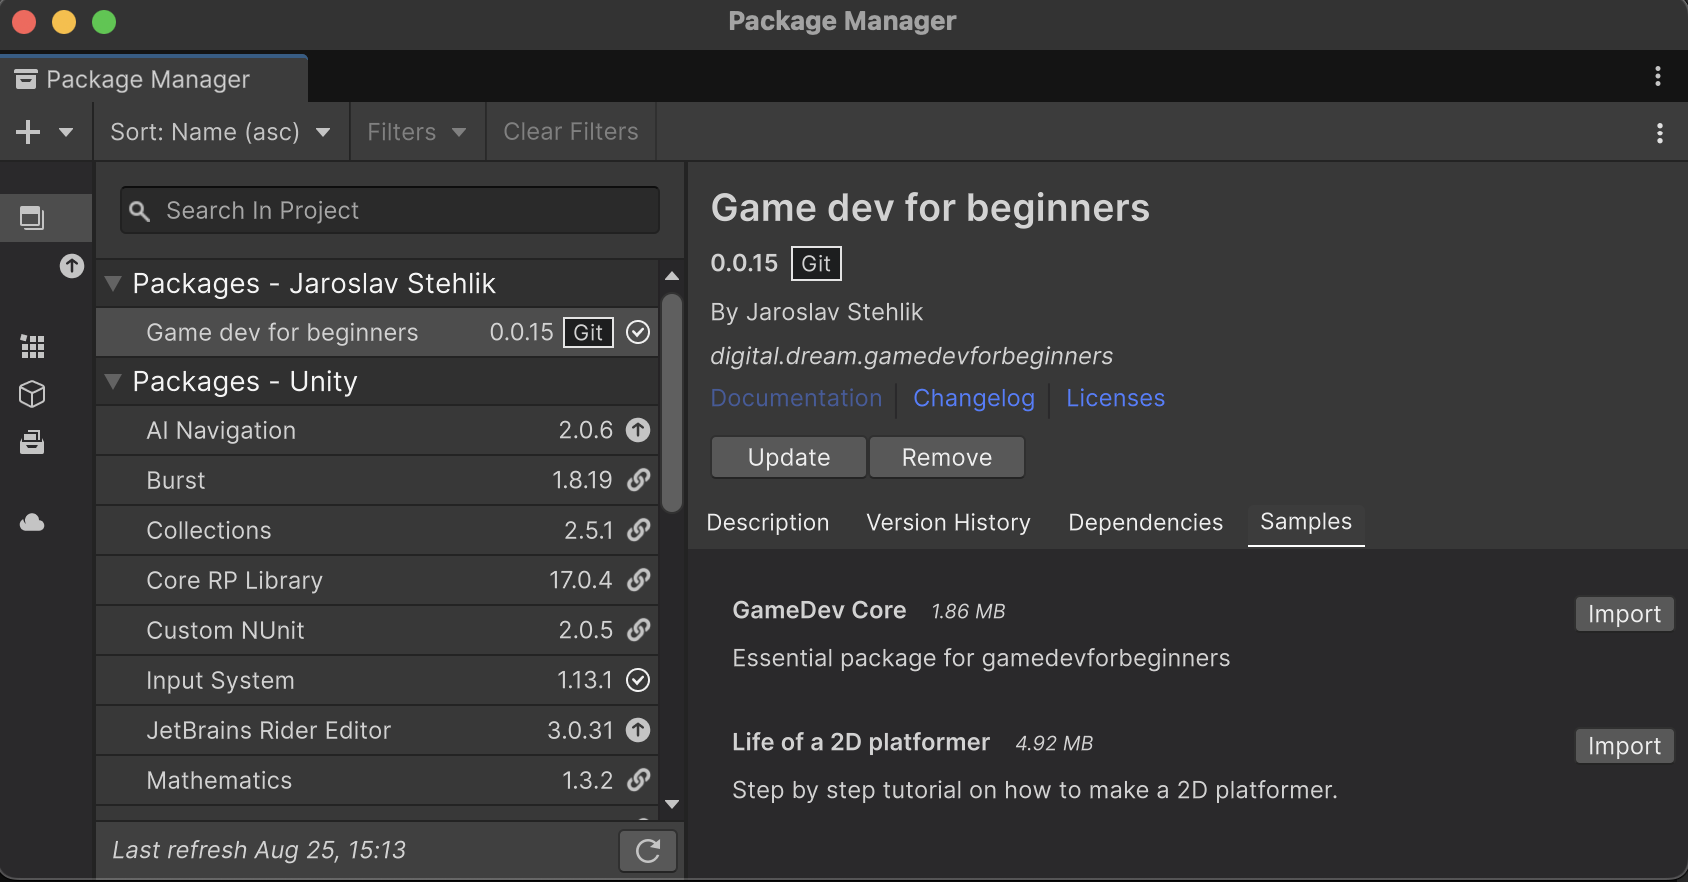 Package Manager
Package Manager
Sort: Name (asc)
Filters
Clear Filters
Search In Project
Packages - Jaroslav Stehlik
Game dev for beginners 0.0.15 Git
Packages - Unity
AI Navigation 2.0.6
Burst 1.8.19
Collections 2.5.1
Core RP Library 17.0.4
Custom NUnit 2.0.5
Input System 1.13.1
JetBrains Rider Editor 3.0.31
Mathematics 1.3.2
Last refresh Aug 25, 15:13
Game dev for beginners
0.0.15 Git
By Jaroslav Stehlik
digital.dream.gamedevforbeginners
Documentation Changelog Licenses
Update Remove
Description Version History Dependencies Samples
GameDev Core 1.86 MB Import
Essential package for gamedevforbeginners
Life of a 2D platformer 4.92 MB Import
Step by step tutorial on how to make a 2D platformer.